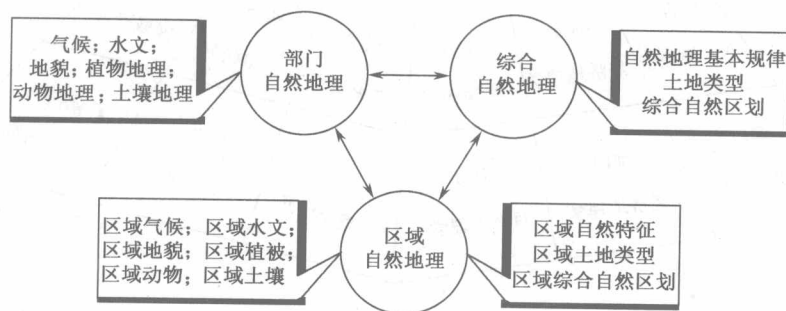 气候；水文；
地貌；植物地理；
动物地理；土壤地理
部门
自然地理
综合
自然地理
自然地理基本规律
土地类型
综合自然区划
区域气候；区域水文；
区域地貌；区域植被；
区域动物；区域土壤
区域
自然地理
区域自然特征
区域土地类型
区域综合自然区划